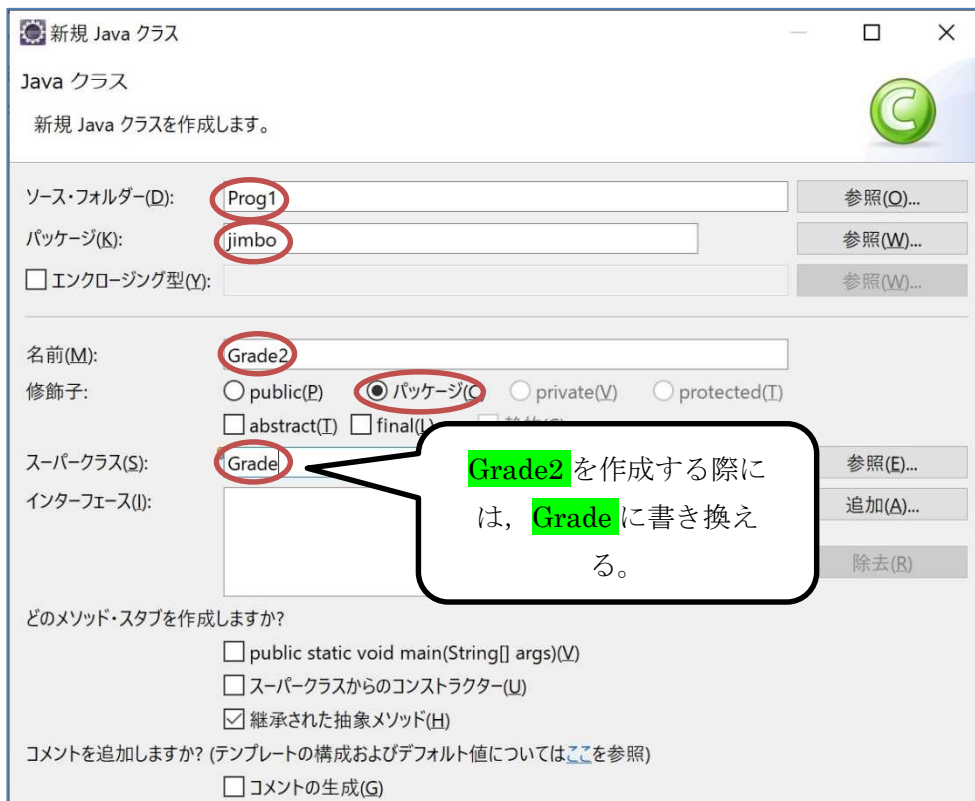 新規 Java クラス
Java クラス
新規 Java クラスを作成します。
ソース・フォルダー(D): Prog1 参照(O)...
パッケージ(K): jimbo 参照(W)...
エンクロージング型(Y): 参照(W)...
名前(M): Grade2
修飾子: public(P) パッケージ(C) private(V) protected(T)
abstract(T) final(L)
スーパークラス(S): Grade 参照(E)...
Grade2 を作成する際に
は，Grade に書き換え
る。
インターフェース(I): 追加(A)...
除去(R)
どのメソッド・スタブを作成しますか?
public static void main(String[] args)(V)
スーパークラスからのコンストラクター(U)
継承された抽象メソッド(H)
コメントを追加しますか? (テンプレートの構成およびデフォルト値についてはここを参照)
コメントの生成(G)